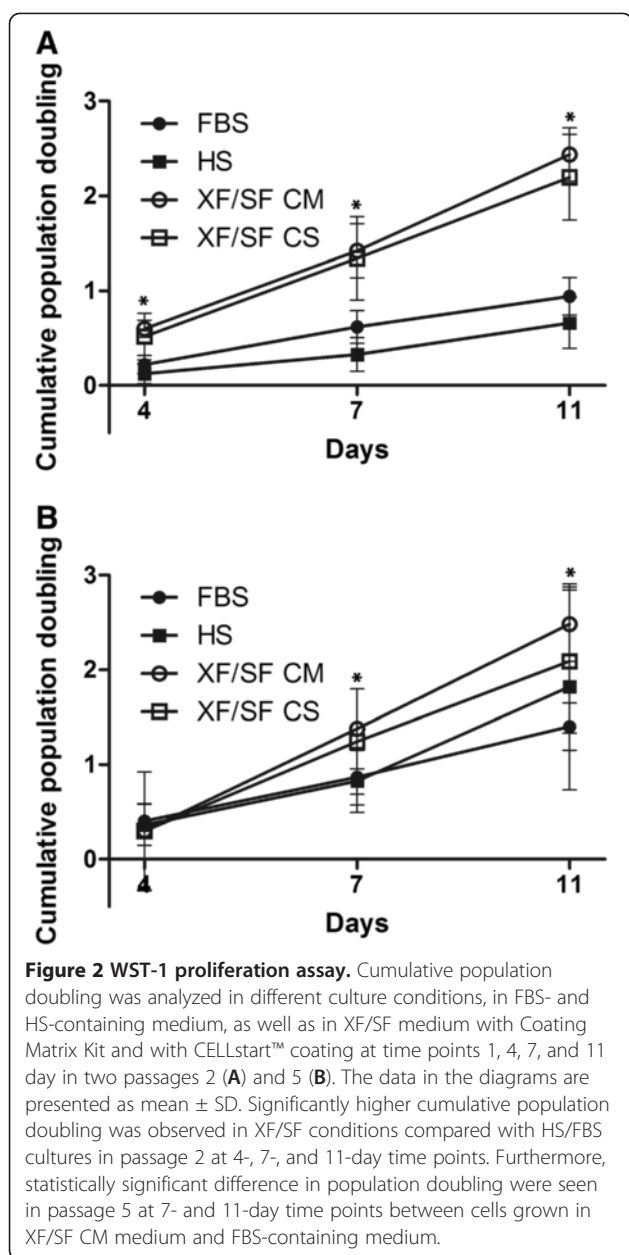 A
Cumulative population doubling
3
2
1
0
FBS
HS
XF/SF CM
XF/SF CS
*
*
*
4
7
11
Days
B
Cumulative population doubling
3
2
1
0
FBS
HS
XF/SF CM
XF/SF CS
*
*
4
7
11
Days
Figure 2 WST-1 proliferation assay. Cumulative population
doubling was analyzed in different culture conditions, in FBS- and
HS-containing medium, as well as in XF/SF medium with Coating
Matrix Kit and with CELLstart™ coating at time points 1, 4, 7, and 11
day in two passages 2 (A) and 5 (B). The data in the diagrams are
presented as mean ± SD. Significantly higher cumulative population
doubling was observed in XF/SF conditions compared with HS/FBS
cultures in passage 2 at 4-, 7-, and 11-day time points. Furthermore,
statistically significant difference in population doubling were seen
in passage 5 at 7- and 11-day time points between cells grown in
XF/SF CM medium and FBS-containing medium.